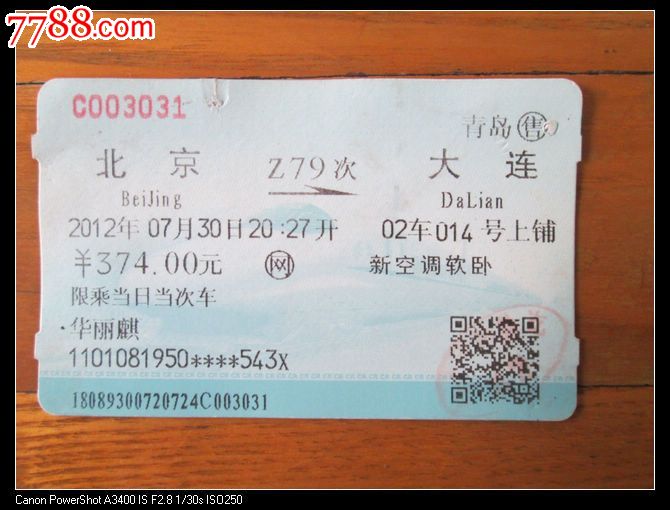 7788.com
C003031
青岛售
北京 Z79次 大连
BeiJing DaLian
2012年07月30日20:27开 02车014号上铺
¥374.00元 网 新空调软卧
限乘当日当次车
·华丽麒
1101081950****543X
18089300720724C003031
Canon PowerShot A3400 IS F2.8 1/30s ISO250